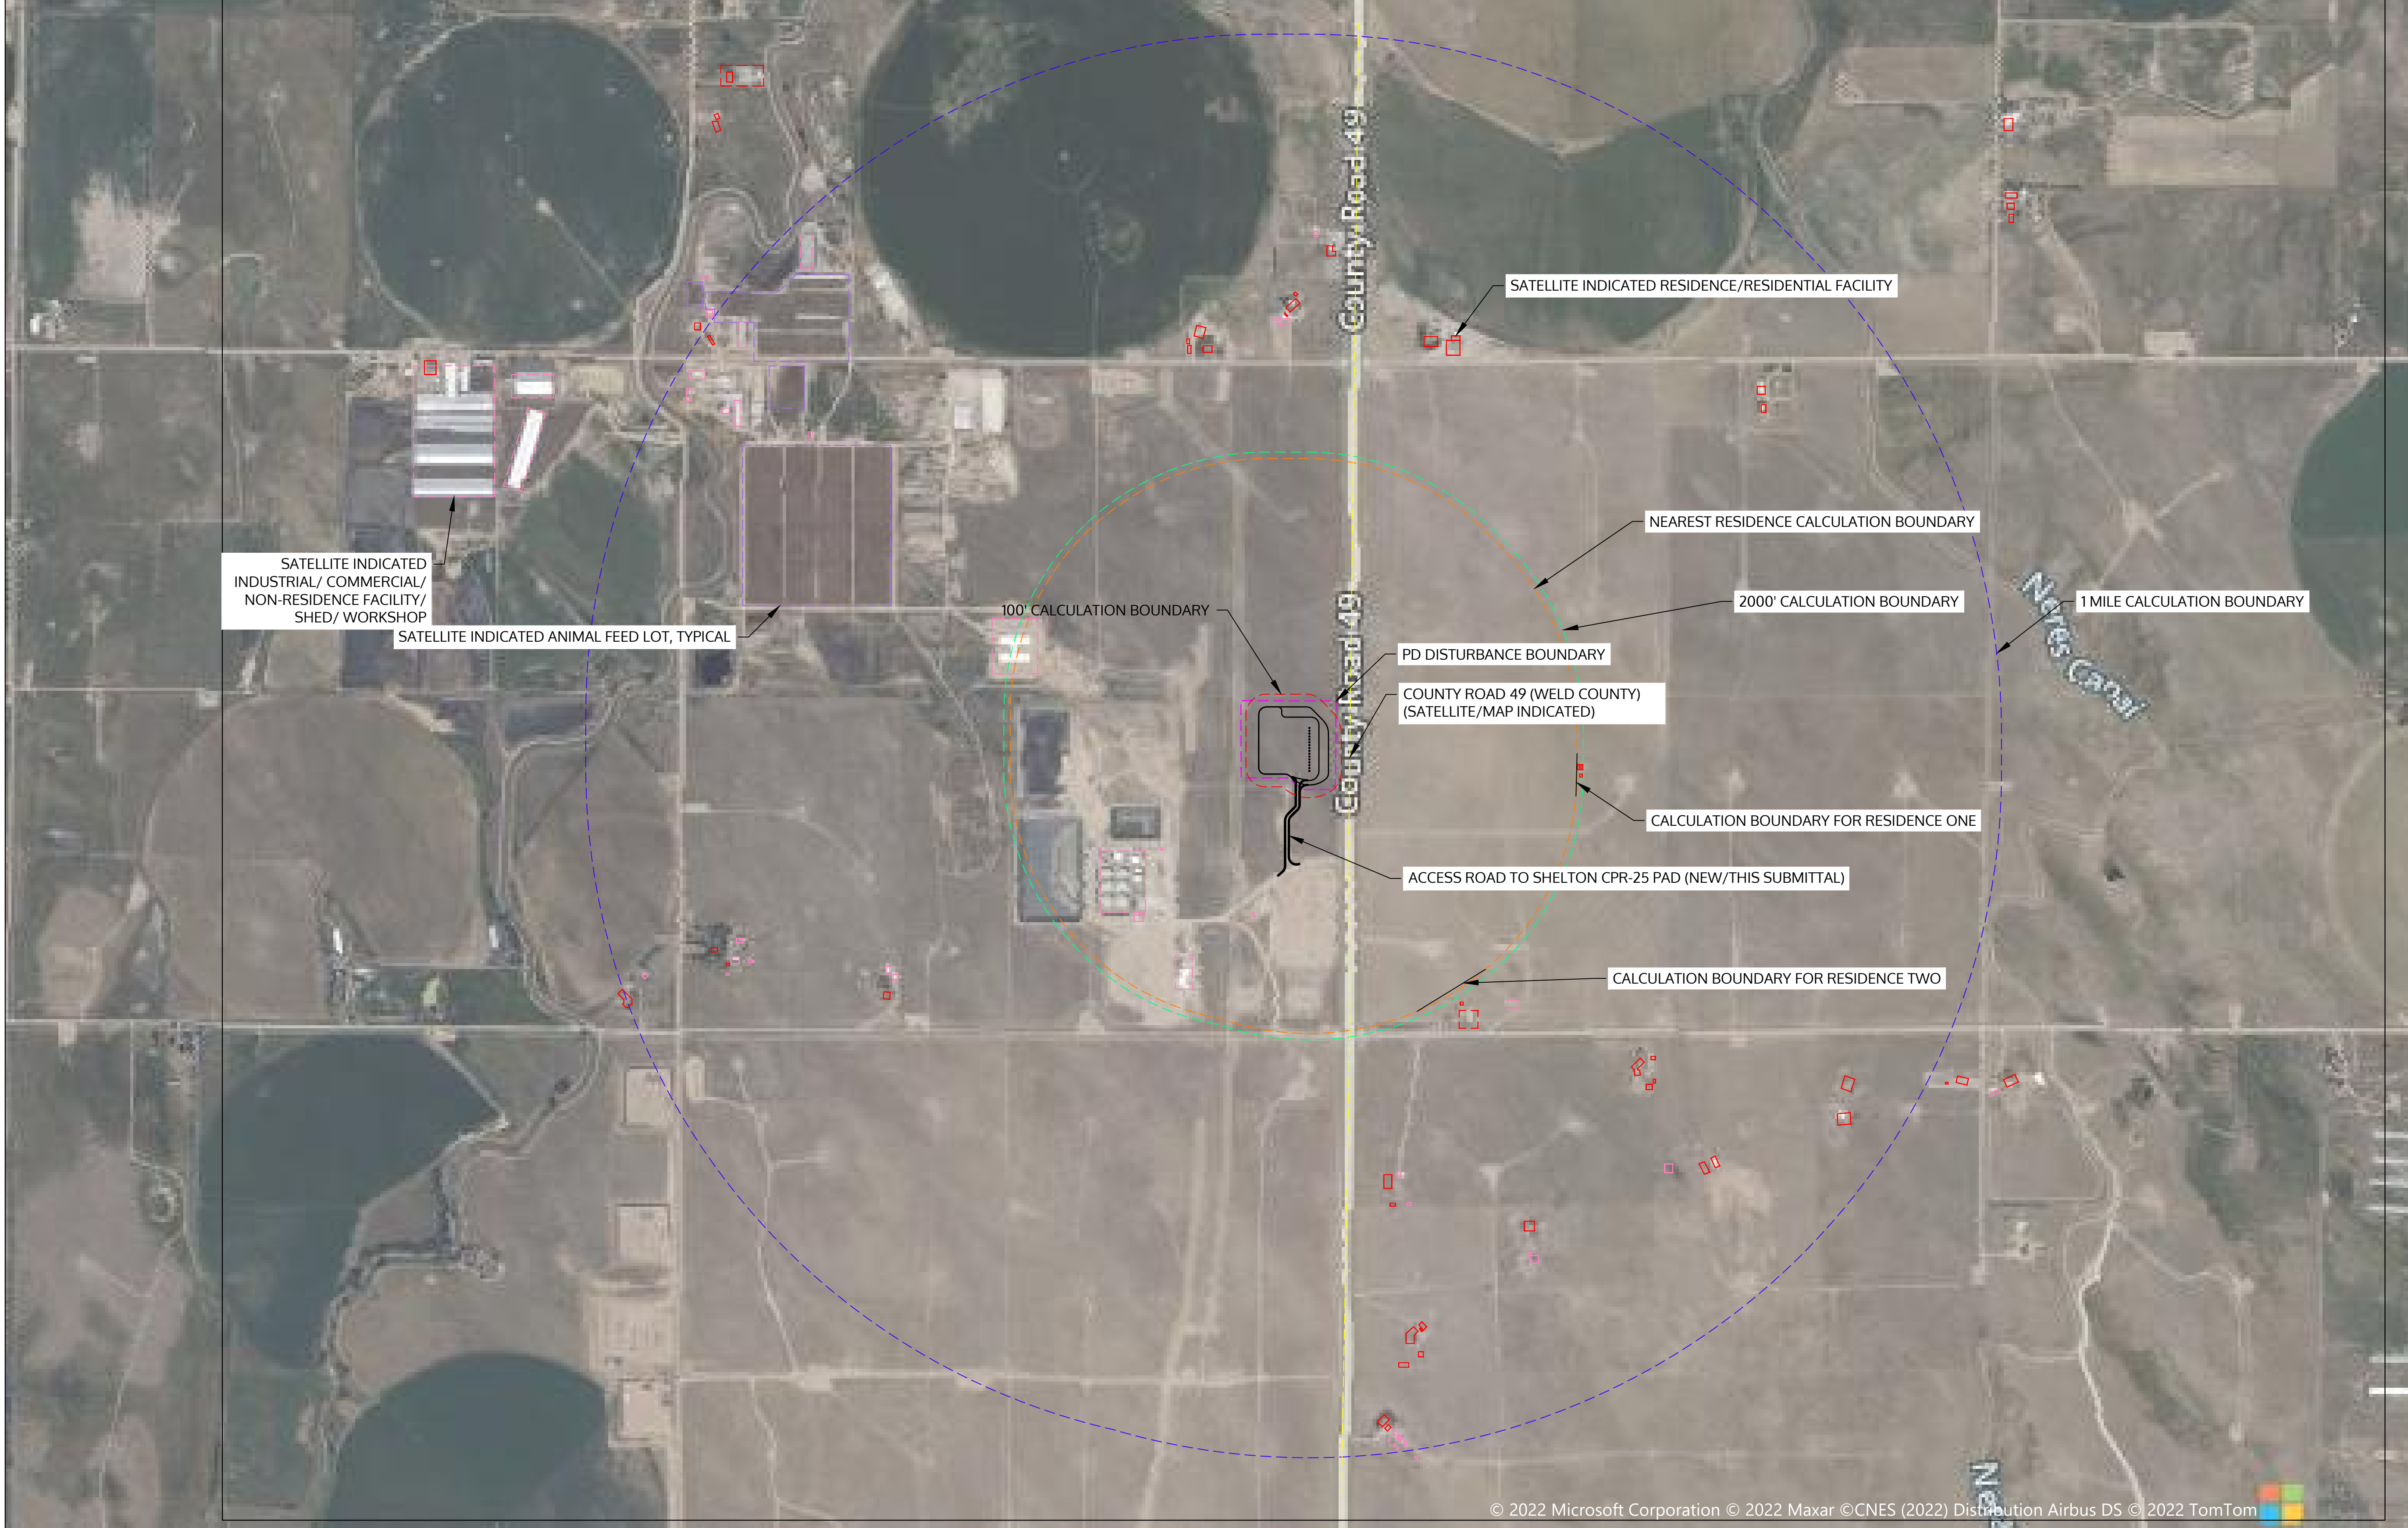 County Road 49
SATELLITE INDICATED RESIDENCE/RESIDENTIAL FACILITY
NEAREST RESIDENCE CALCULATION BOUNDARY
SATELLITE INDICATED
INDUSTRIAL/ COMMERCIAL/
NON-RESIDENCE FACILITY/
SHED/ WORKSHOP
2000' CALCULATION BOUNDARY
1 MILE CALCULATION BOUNDARY
100' CALCULATION BOUNDARY
SATELLITE INDICATED ANIMAL FEED LOT, TYPICAL
PD DISTURBANCE BOUNDARY
County Road 49
COUNTY ROAD 49 (WELD COUNTY)
(SATELLITE/MAP INDICATED)
CALCULATION BOUNDARY FOR RESIDENCE ONE
ACCESS ROAD TO SHELTON CPR-25 PAD (NEW/THIS SUBMITTAL)
CALCULATION BOUNDARY FOR RESIDENCE TWO
© 2022 Microsoft Corporation © 2022 Maxar ©CNES (2022) Distribution Airbus DS © 2022 TomTom